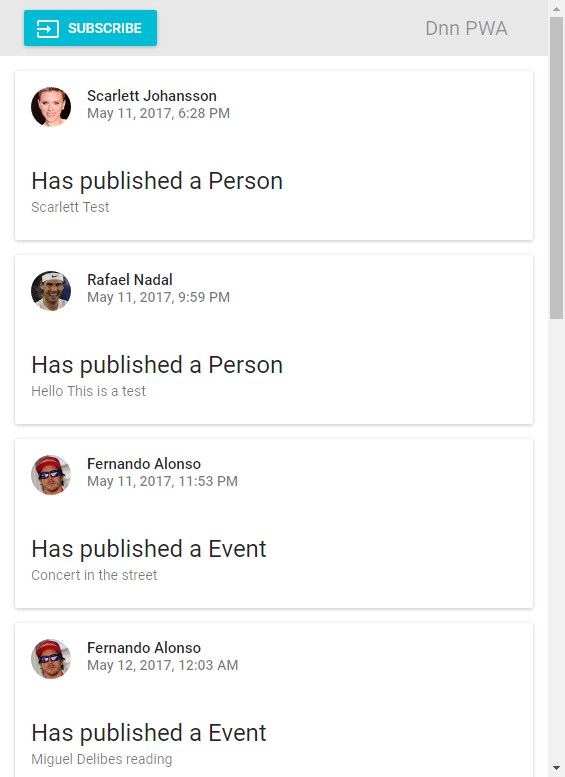 SUBSCRIBE
Dnn PWA
Scarlett Johansson
May 11, 2017, 6:28 PM
Has published a Person
Scarlett Test
Rafael Nadal
May 11, 2017, 9:59 PM
Has published a Person
Hello This is a test
Fernando Alonso
May 11, 2017, 11:53 PM
Has published a Event
Concert in the street
Fernando Alonso
May 12, 2017, 12:03 AM
Has published a Event
Miguel Delibes reading